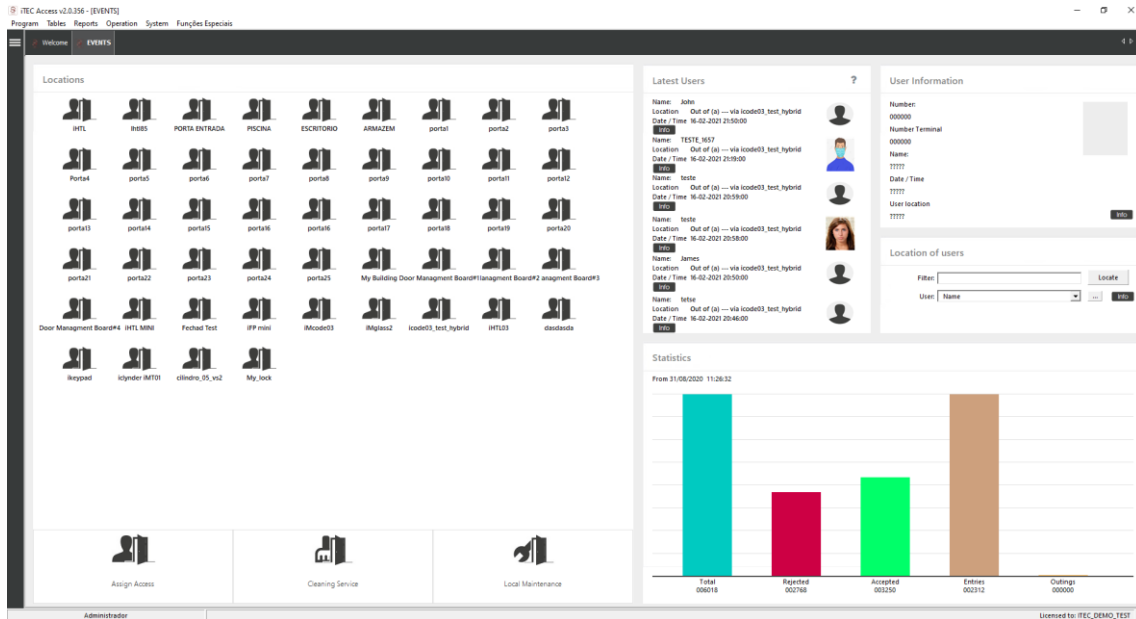 iTEC Access v2.0.356 - [EVENTS]
Program Tables Reports Operation System Funções Especiais
Welcome EVENTS
Locations
iHTL IhtI85 PORTA ENTRADA PISCINA ESCRITORIO ARMAZEM porta1 porta2 porta3
Porta4 porta5 porta6 porta7 porta8 porta9 porta10 porta11 porta12
porta13 porta14 porta15 porta16 porta16 porta17 porta18 porta19 porta20
porta21 porta22 porta23 porta24 porta25 My Building Door Managment Board#1 anagment Board#2 anagment Board#3
Door Managment Board#4 iHTL MINI Fechad Test iFP mini iMcode03 iMglass2 icode03_test_hybrid iHTL03 dasdasda
ikeypad iclynder iMT01 cilindro_05_vs2 My_lock
Assign Access Cleaning Service Local Maintenance
Latest Users ?
Name: John
Location Out of (a) --- via icode03_test_hybrid
Date / Time 16-02-2021 21:50:00
Info
Name: TESTE_1657
Location Out of (a) --- via icode03_test_hybrid
Date / Time 16-02-2021 21:19:00
Info
Name: teste
Location Out of (a) --- via icode03_test_hybrid
Date / Time 16-02-2021 20:59:00
Info
Name: teste
Location Out of (a) --- via icode03_test_hybrid
Date / Time 16-02-2021 20:58:00
Info
Name: James
Location Out of (a) --- via icode03_test_hybrid
Date / Time 16-02-2021 20:50:00
Info
Name: tetse
Location Out of (a) --- via icode03_test_hybrid
Date / Time 16-02-2021 20:46:00
Info
User Information
Number:
000000
Number Terminal
000000
Name:
?????
Date / Time
?????
User location
?????
Info
Location of users
Filter: Locate
User: Name ... Info
Statistics
From 31/08/2020 11:26:32
Total Rejected Accepted Entries Outings
006018 002768 003250 002312 000000
Administrador
Licensed to: ITEC_DEMO_TEST